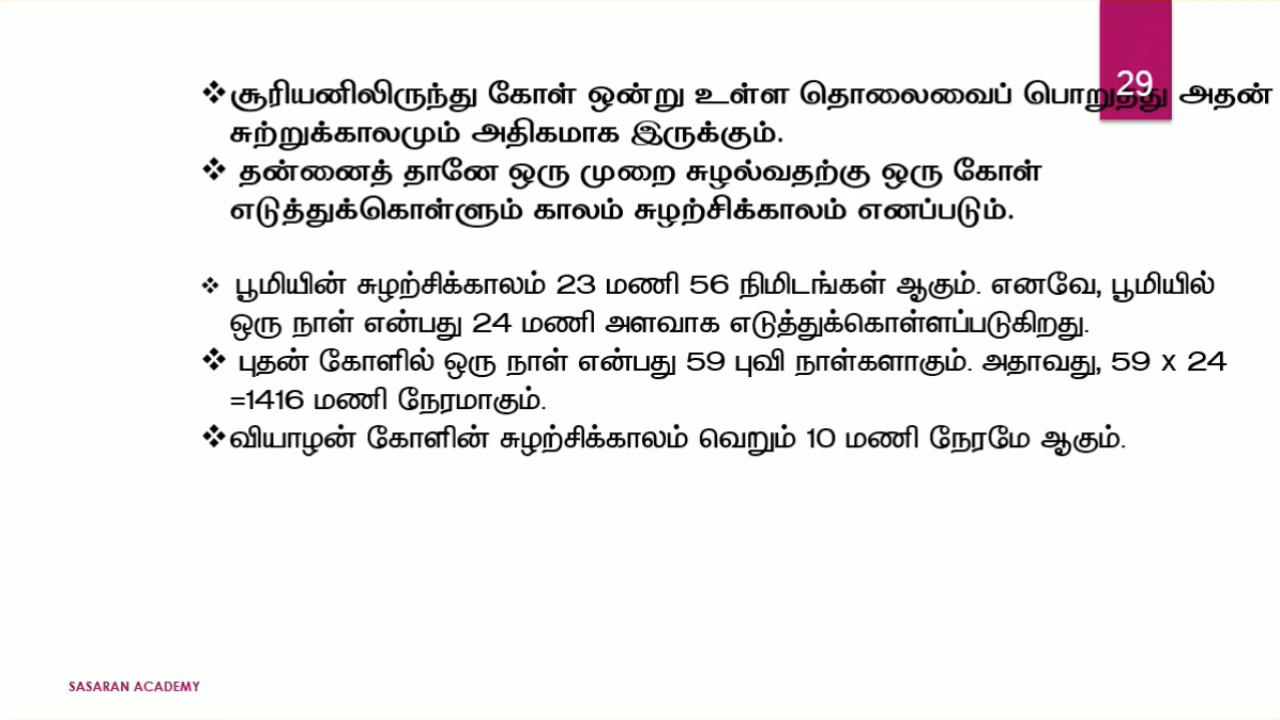 29
❖சூரியனிலிருந்து கோள் ஒன்று உள்ள தொலைவைப் பொறுத்து அதன்
சுற்றுக்காலமும் அதிகமாக இருக்கும்.
❖ தன்னைத் தானே ஒரு முறை சுழல்வதற்கு ஒரு கோள்
எடுத்துக்கொள்ளும் காலம் சுழற்சிக்காலம் எனப்படும்.
❖ பூமியின் சுழற்சிக்காலம் 23 மணி 56 நிமிடங்கள் ஆகும். எனவே, பூமியில்
ஒரு நாள் என்பது 24 மணி அளவாக எடுத்துக்கொள்ளப்படுகிறது.
❖ புதன் கோளில் ஒரு நாள் என்பது 59 புவி நாள்களாகும். அதாவது, 59 x 24
=1416 மணி நேரமாகும்.
❖வியாழன் கோளின் சுழற்சிக்காலம் வெறும் 10 மணி நேரமே ஆகும்.
SASARAN ACADEMY